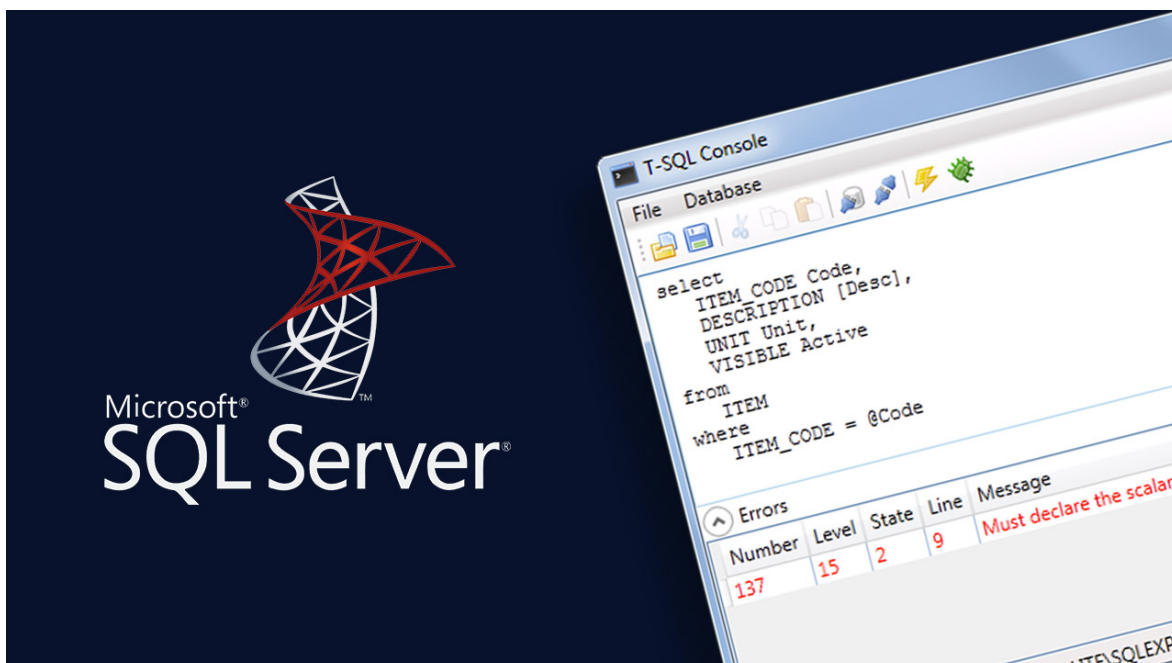 Microsoft®
SQL Server®
TM
T-SQL Console
File Database
select
ITEM_CODE Code,
DESCRIPTION [Desc],
UNIT Unit,
VISIBLE Active
from
ITEM
where
ITEM_CODE = @Code
Errors
Number Level State Line Message
137 15 2 9 Must declare the scalar